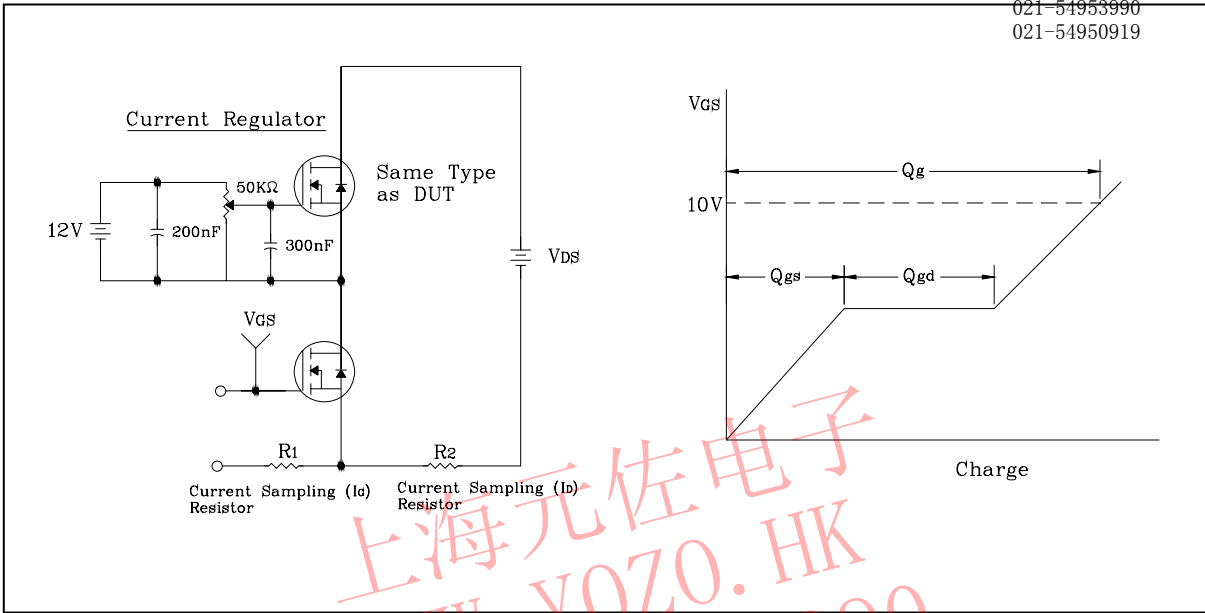 021-54953990
021-54950919
Current Regulator
Same Type
as DUT
50KΩ
12V
200nF
300nF
VDS
VGS
R1
R2
Current Sampling (IG)
Resistor
Current Sampling (ID)
Resistor
VGS
Qg
10V
Qgs
Qgd
Charge
上海元佐电子
YOZO.HK